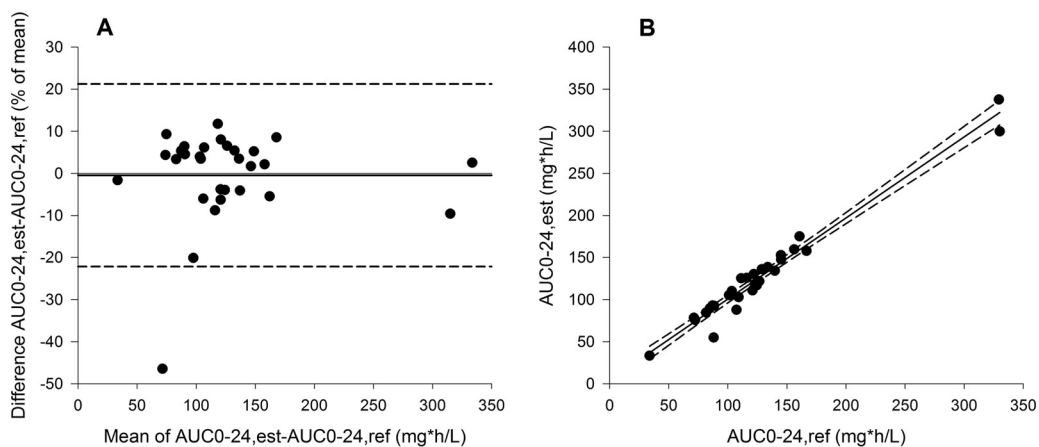 A
Difference AUC0-24,est-AUC0-24,ref (% of mean)
30
20
10
0
-10
-20
-30
-40
-50
0 50 100 150 200 250 300 350
Mean of AUC0-24,est-AUC0-24,ref (mg*h/L)
B
AUC0-24,est (mg*h/L)
400
350
300
250
200
150
100
50
0
0 50 100 150 200 250 300 350
AUC0-24,ref (mg*h/L)